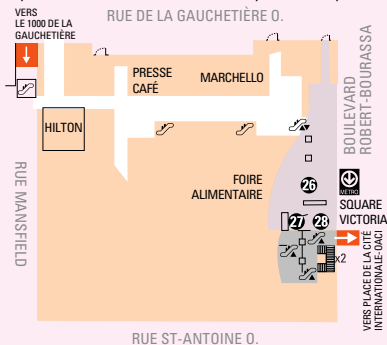 VERS
LE 1000 DE LA
GAUCHETIÈRE
RUE DE LA GAUCHETIÈRE O.
PRESSE
CAFÉ
MARCHELLO
BOULEVARD
ROBERT-BOURASSA
HILTON
RUE MANSFIELD
FOIRE
ALIMENTAIRE
26
METRO
SQUARE
VICTORIA
27
28
x2
VERS PLACE DE LA CITÉ
INTERNATIONALE-OACI
RUE ST-ANTOINE O.